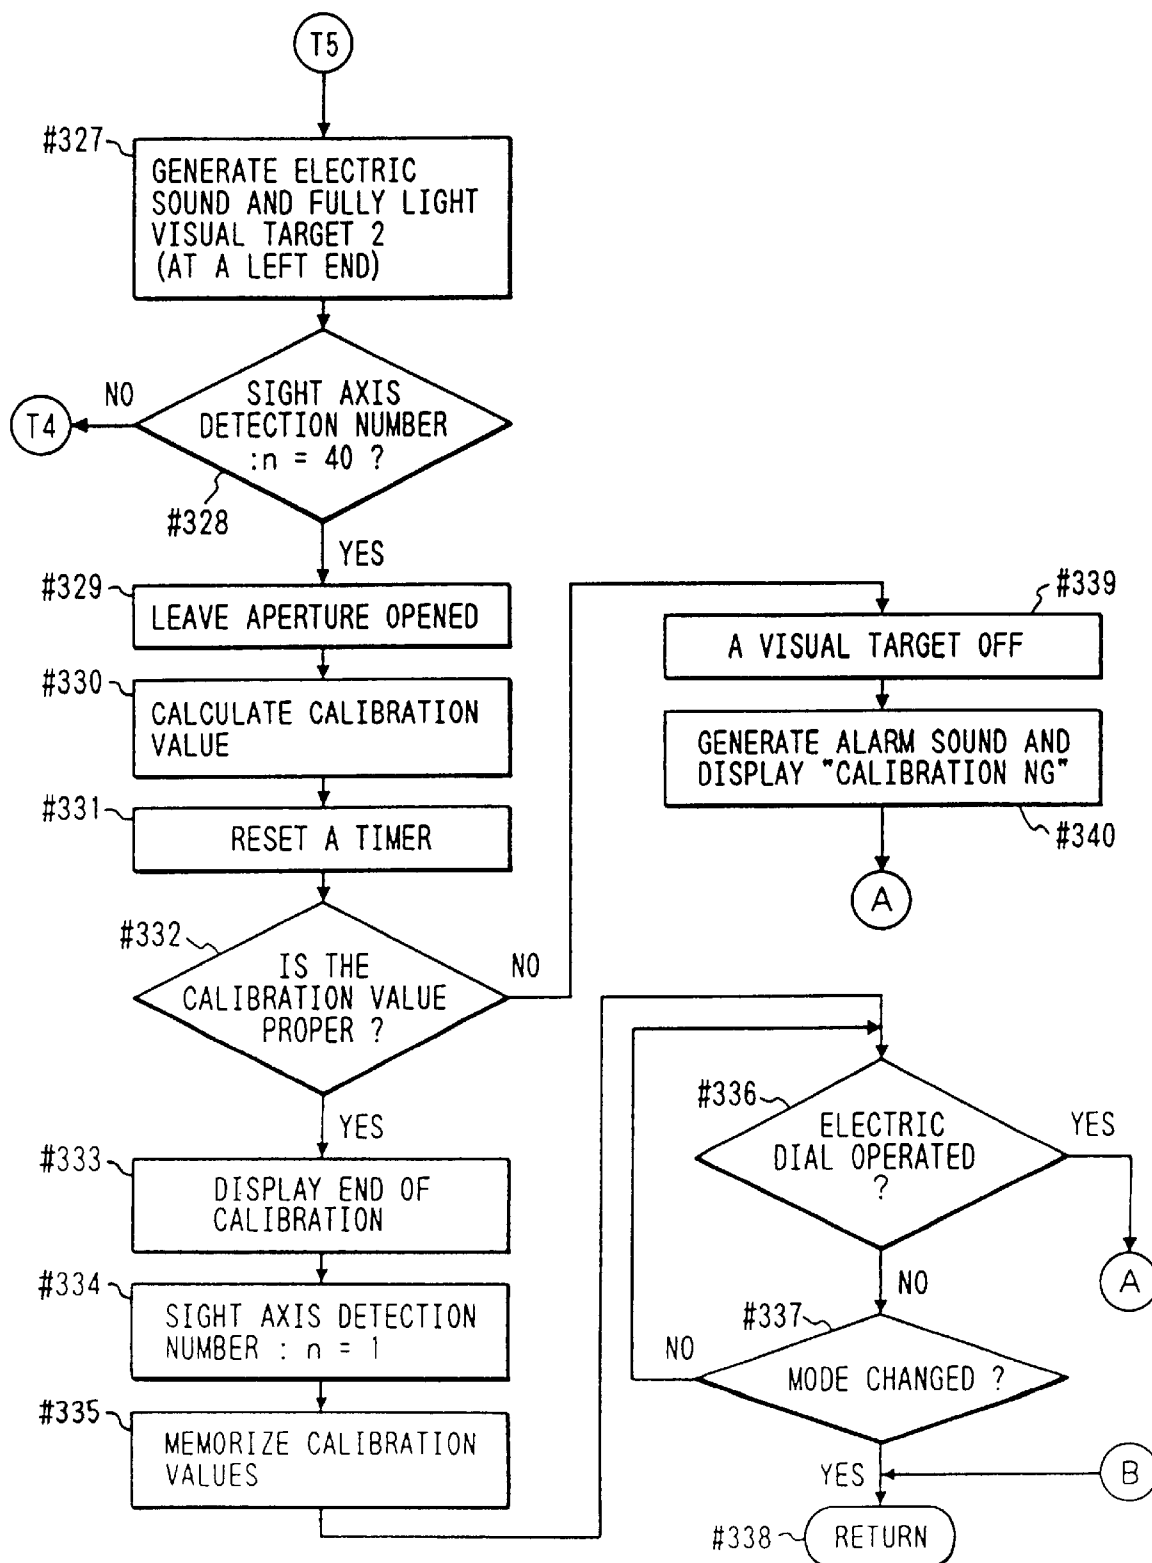 T5
#327
GENERATE ELECTRIC
SOUND AND FULLY LIGHT
VISUAL TARGET 2
(AT A LEFT END)
NO
T4
SIGHT AXIS
DETECTION NUMBER
:n = 40 ?
#328
YES
#329
LEAVE APERTURE OPENED
#330
CALCULATE CALIBRATION
VALUE
#331
RESET A TIMER
#332
IS THE
CALIBRATION VALUE
PROPER ?
NO
YES
#333
DISPLAY END OF
CALIBRATION
#334
SIGHT AXIS DETECTION
NUMBER : n = 1
#335
MEMORIZE CALIBRATION
VALUES
#339
A VISUAL TARGET OFF
GENERATE ALARM SOUND AND
DISPLAY "CALIBRATION NG"
#340
A
#336
ELECTRIC
DIAL OPERATED
?
YES
A
NO
#337
NO
MODE CHANGED ?
YES
B
#338
RETURN